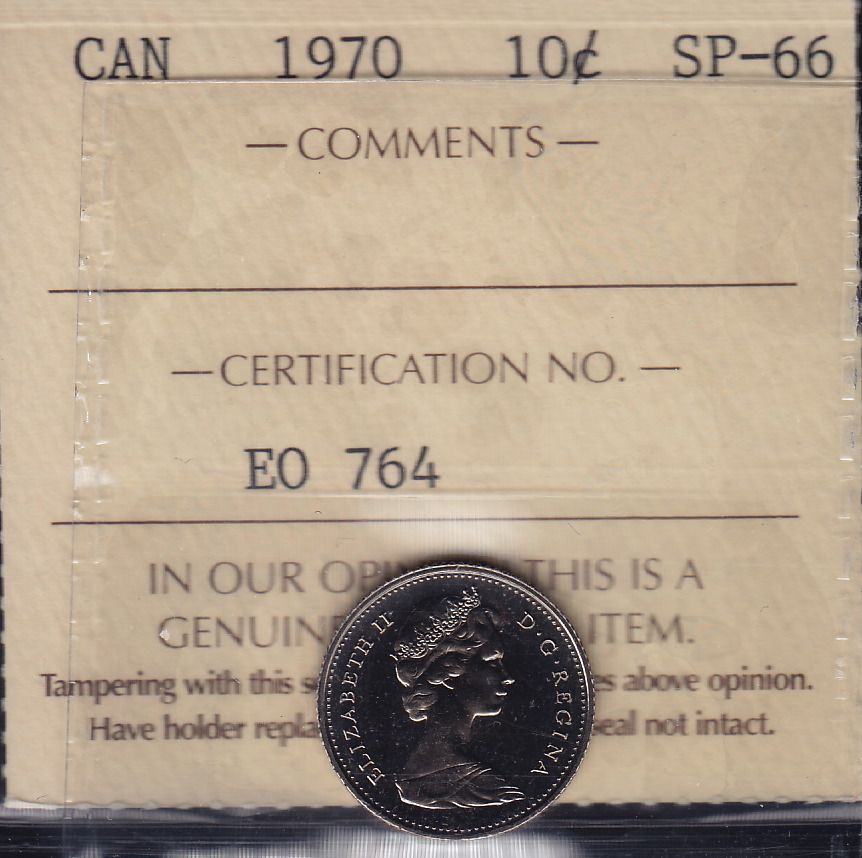 CAN 1970 10¢ SP-66
— COMMENTS —
— CERTIFICATION NO. —
EO 764
IN OUR OP THIS IS A
GENUIN ITEM.
Tampering with this s es above opinion.
Have holder repla seal not intact.
ELIZABETH II D·G·REGINA